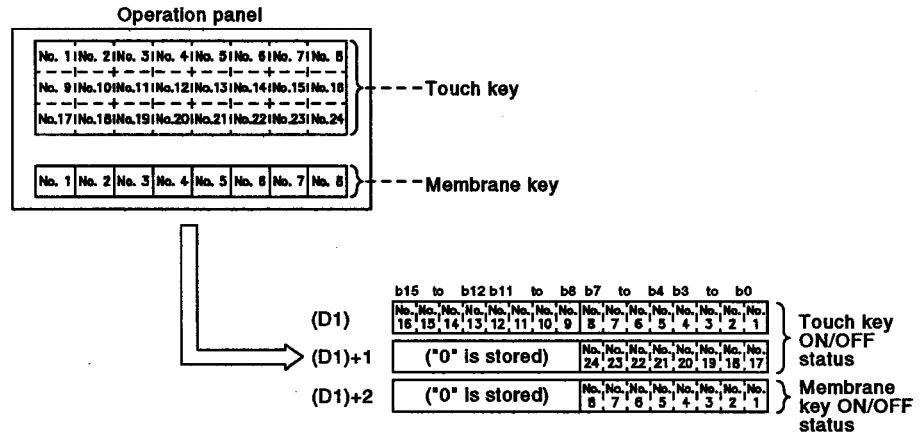 Operation panel
No. 1 No. 2 No. 3 No. 4 No. 5 No. 6 No. 7 No. 8
No. 9 No.10 No.11 No.12 No.13 No.14 No.15 No.16
No.17 No.18 No.19 No.20 No.21 No.22 No.23 No.24
Touch key
No. 1 No. 2 No. 3 No. 4 No. 5 No. 6 No. 7 No. 8
Membrane key
b15 to b12 b11 to b8 b7 to b4 b3 to b0
(D1)
No. No. No. No. No. No. No. No. No. No. No. No. No. No. No. No.
16 15 14 13 12 11 10 9 8 7 6 5 4 3 2 1
Touch key
ON/OFF
status
(D1)+1
("0" is stored)
No. No. No. No. No. No. No. No.
24 23 22 21 20 19 18 17
(D1)+2
("0" is stored)
No. No. No. No. No. No. No. No.
8 7 6 5 4 3 2 1
Membrane
key ON/OFF
status